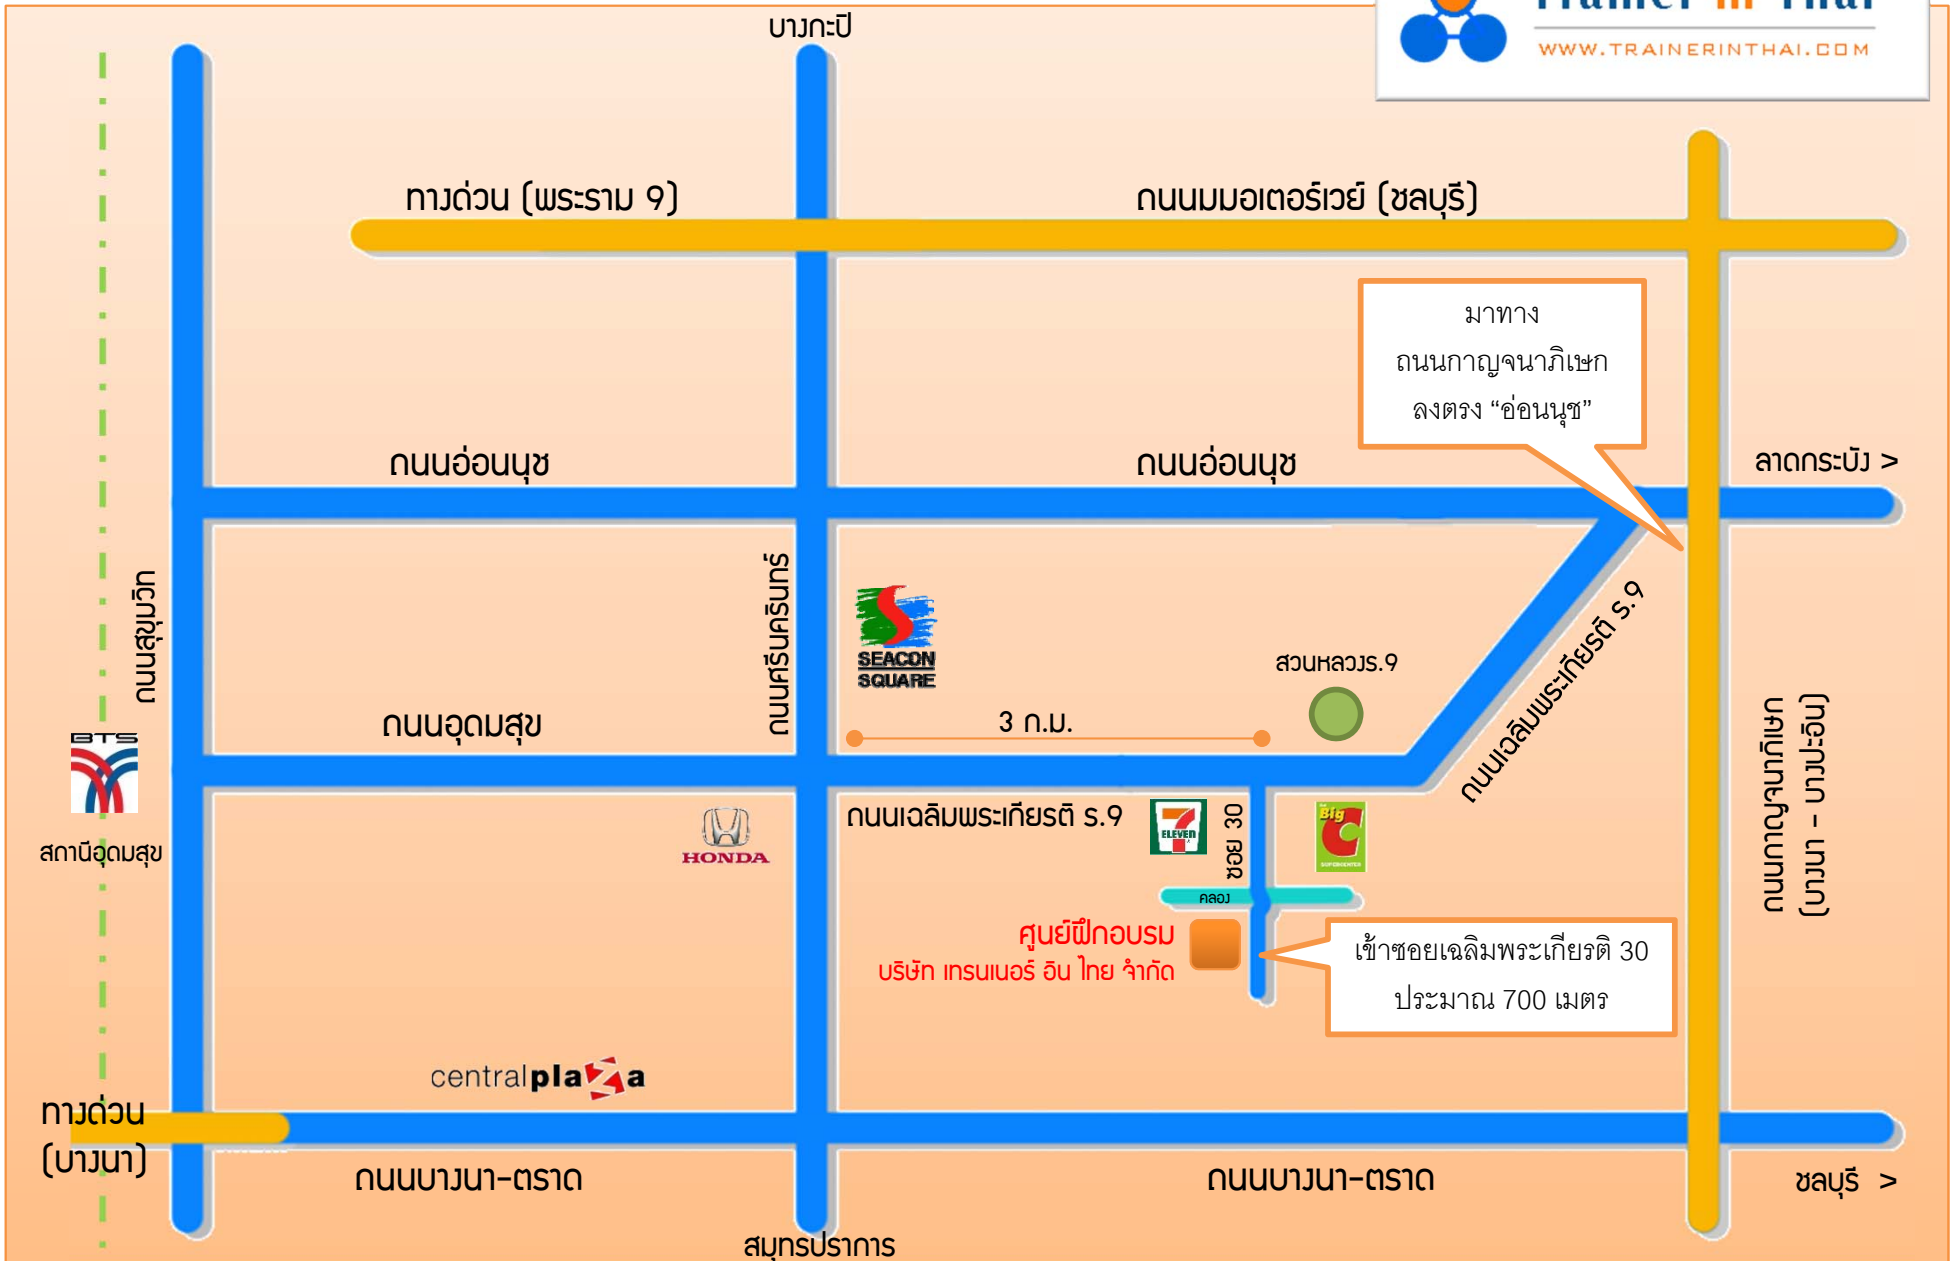 บางกะปิ
Trainer in Thai
WWW.TRAINERINTHAI.COM
ทางด่วน (พระราม 9)
ถนนมมอเตอร์เวย์ (ชลบุรี)
มาทาง
ถนนกาญจนาภิเษก
ลงตรง “อ่อนนุช”
ถนนอ่อนนุช
ถนนอ่อนนุช
ลาดกระบัง >
ถนนสุขุมวิท
ถนนศรีนครินทร์
SEACON
SQUARE
สวนหลวงร.9
ถนนเฉลิมพระเกียรติ ร.9
ถนนกาญจนาภิเษก
(บางนา - บางปะอิน)
ถนนอุดมสุข
3 ก.ม.
BTS
สถานีอุดมสุข
HONDA
ถนนเฉลิมพระเกียรติ ร.9
7
ELEVEN
ซอย 30
Big
C
SUPERCENTER
คลอง
ศูนย์ฝึกอบรม
บริษัท เทรนเนอร์ อิน ไทย จำกัด
เข้าซอยเฉลิมพระเกียรติ 30
ประมาณ 700 เมตร
centralplaza
ทางด่วน
(บางนา)
ถนนบางนา-ตราด
ถนนบางนา-ตราด
ชลบุรี >
สมุทรปราการ